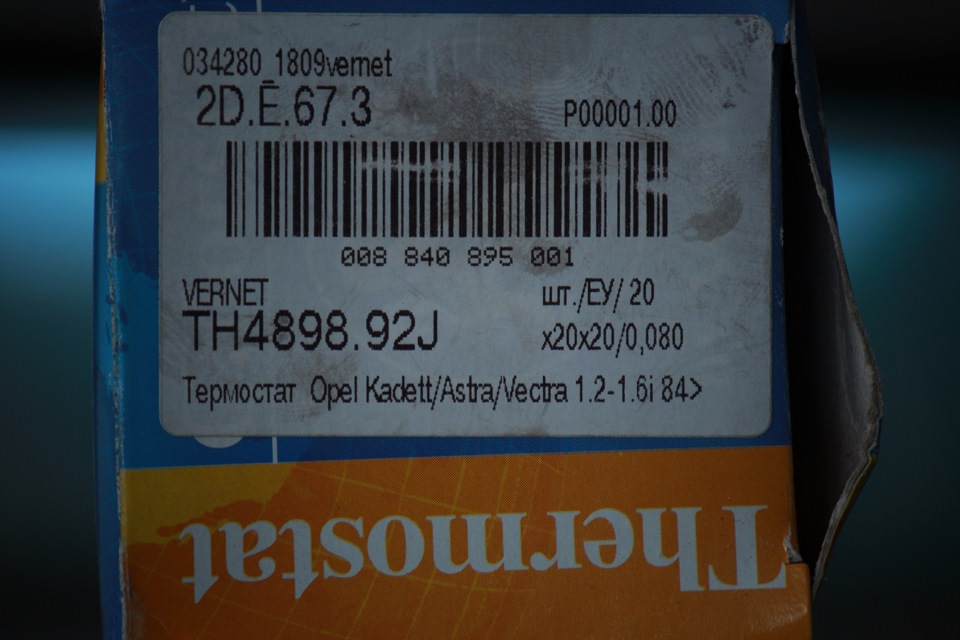 034280_1809vernet
2D.Ē.67.3
P00001.00
008 840 895 001
VERNET
шт./ЕУ/ 20
TH4898.92J
x20x20/0,080
Термостат Opel Kadett/Astra/Vectra 1.2-1.6i 84>
Thermostat